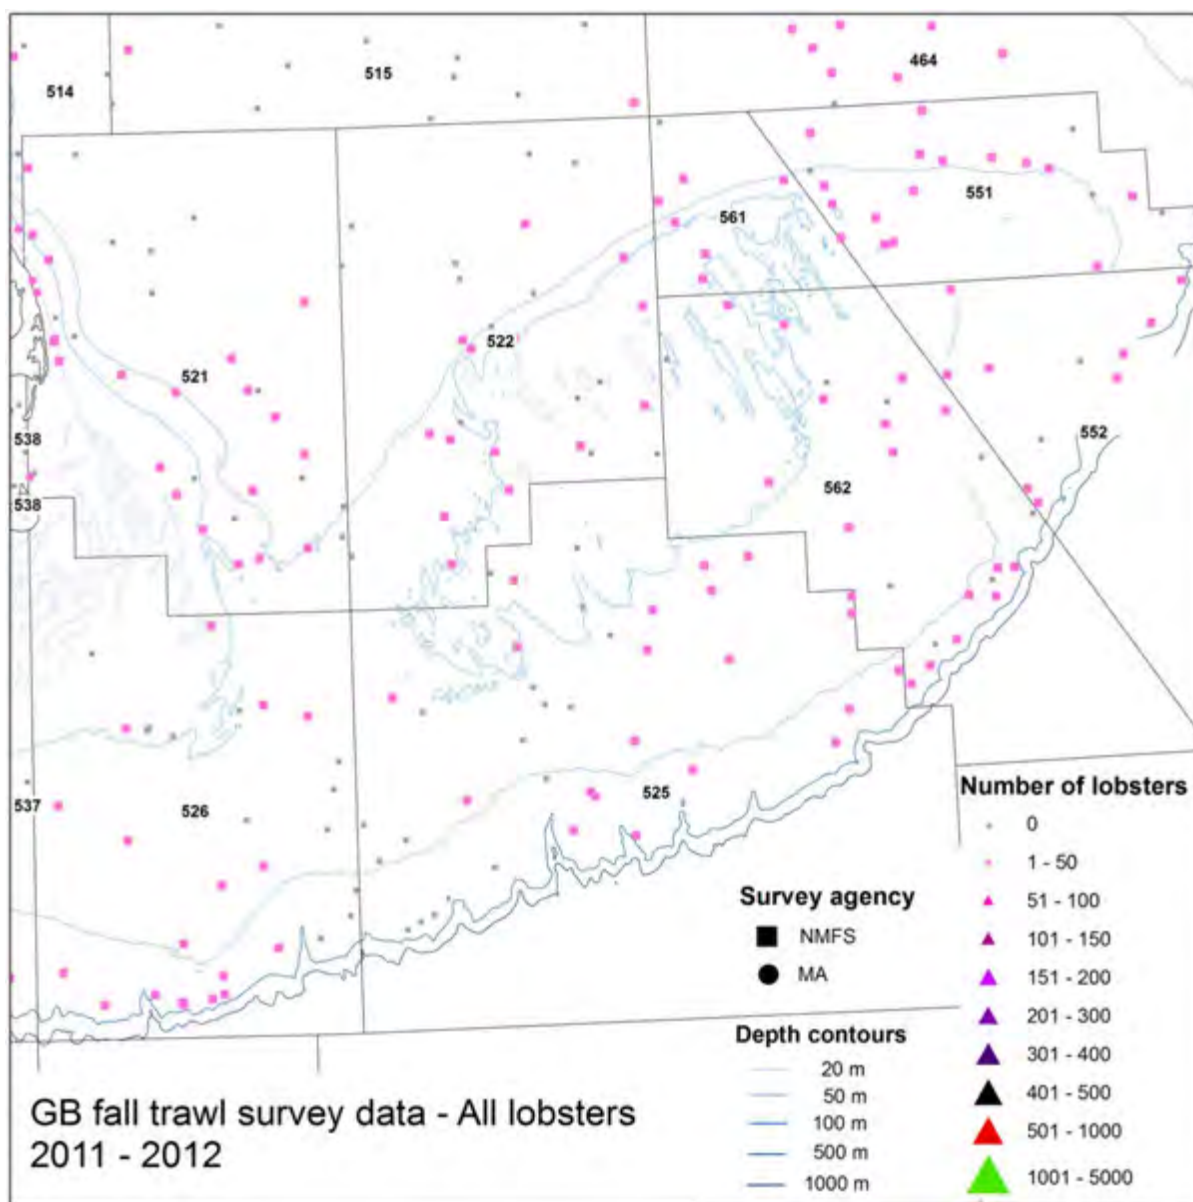 464
515
514
551
561
522
521
538
552
562
538
525
537
526
Number of lobsters
0
1 - 50
51 - 100
101 - 150
151 - 200
201 - 300
301 - 400
401 - 500
501 - 1000
1001 - 5000
Survey agency
NMFS
MA
Depth contours
20 m
50 m
100 m
500 m
1000 m
GB fall trawl survey data - All lobsters
2011 - 2012